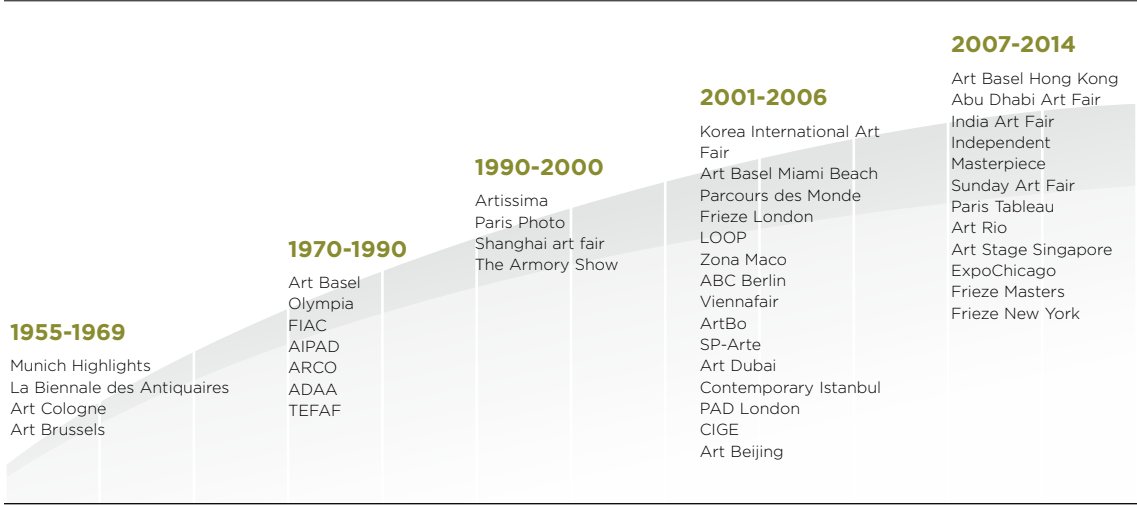 1955-1969
Munich Highlights
La Biennale des Antiquaires
Art Cologne
Art Brussels
1970-1990
Art Basel
Olympia
FIAC
AIPAD
ARCO
ADAA
TEFAF
1990-2000
Artissima
Paris Photo
Shanghai art fair
The Armory Show
2001-2006
Korea International Art
Fair
Art Basel Miami Beach
Parcours des Monde
Frieze London
LOOP
Zona Maco
ABC Berlin
Viennafair
ArtBo
SP-Arte
Art Dubai
Contemporary Istanbul
PAD London
CIGE
Art Beijing
2007-2014
Art Basel Hong Kong
Abu Dhabi Art Fair
India Art Fair
Independent
Masterpiece
Sunday Art Fair
Paris Tableau
Art Rio
Art Stage Singapore
ExpoChicago
Frieze Masters
Frieze New York